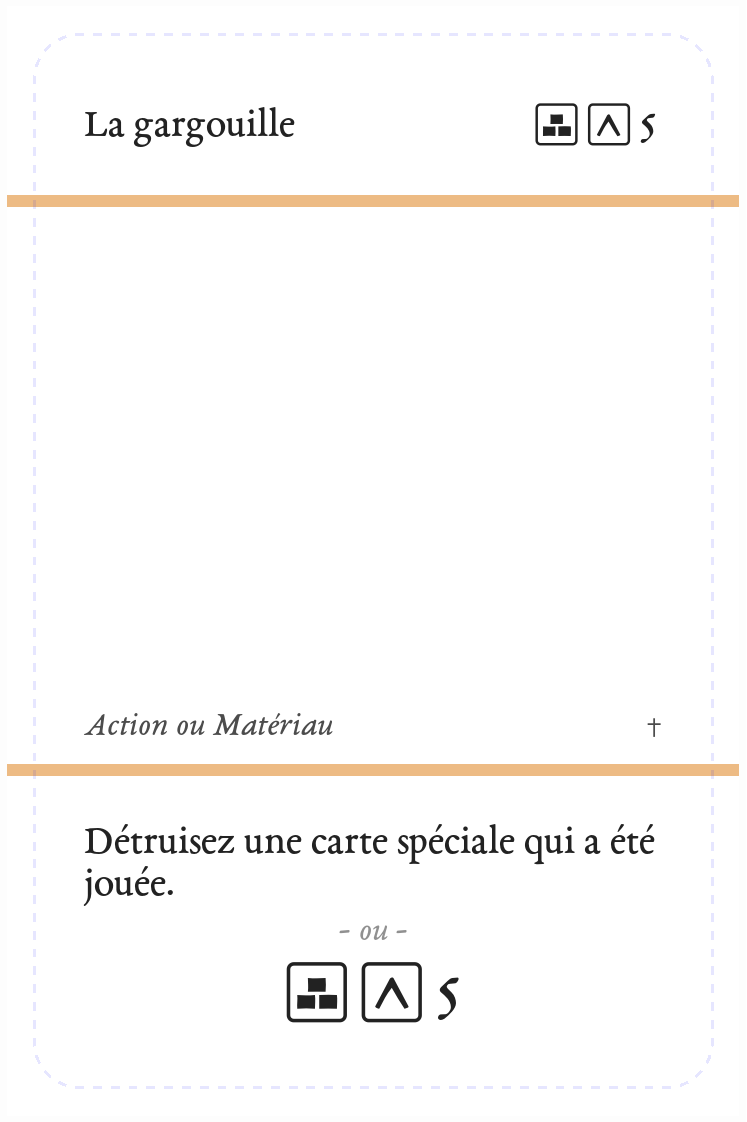 La gargouille 5
Action ou Matériau †
Détruisez une carte spéciale qui a été
jouée.
- ou -
5